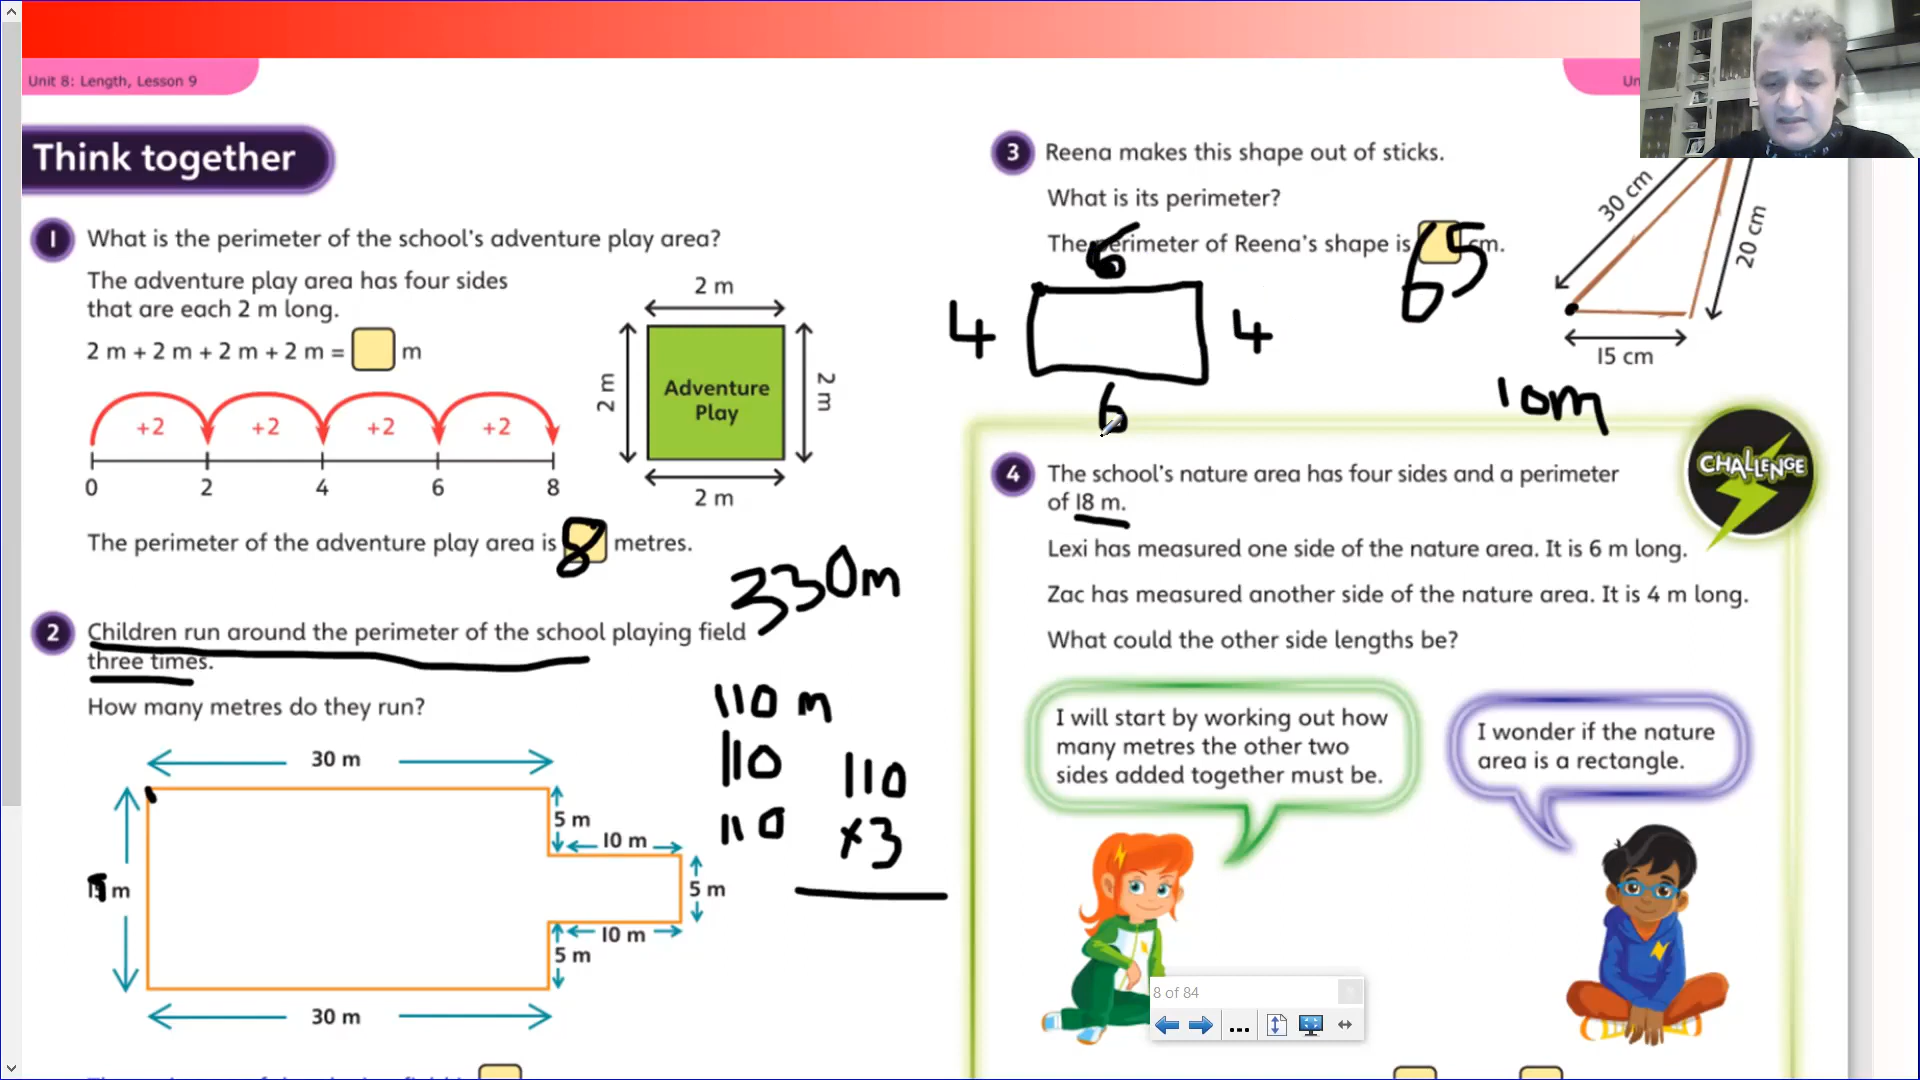 Unit 8: Length, Lesson 9
Think together
1 What is the perimeter of the school's adventure play area?
The adventure play area has four sides
that are each 2 m long.
2 m + 2 m + 2 m + 2 m = m
+2 +2 +2 +2
0 2 4 6 8
2 m
2 m
Adventure
Play
2 m
2 m
The perimeter of the adventure play area is 8 metres.
330m
2 Children run around the perimeter of the school playing field
three times.
How many metres do they run?
110 m
110
110
110
×3
30 m
5 m
10 m
m
5 m
10 m
5 m
30 m
3 Reena makes this shape out of sticks.
What is its perimeter?
The perimeter of Reena's shape is 65 cm.
30 cm
20 cm
15 cm
6
4
4
6
10m
CHALLENGE
4 The school's nature area has four sides and a perimeter
of 18 m.
Lexi has measured one side of the nature area. It is 6 m long.
Zac has measured another side of the nature area. It is 4 m long.
What could the other side lengths be?
I will start by working out how
many metres the other two
sides added together must be.
I wonder if the nature
area is a rectangle.
8 of 84
...